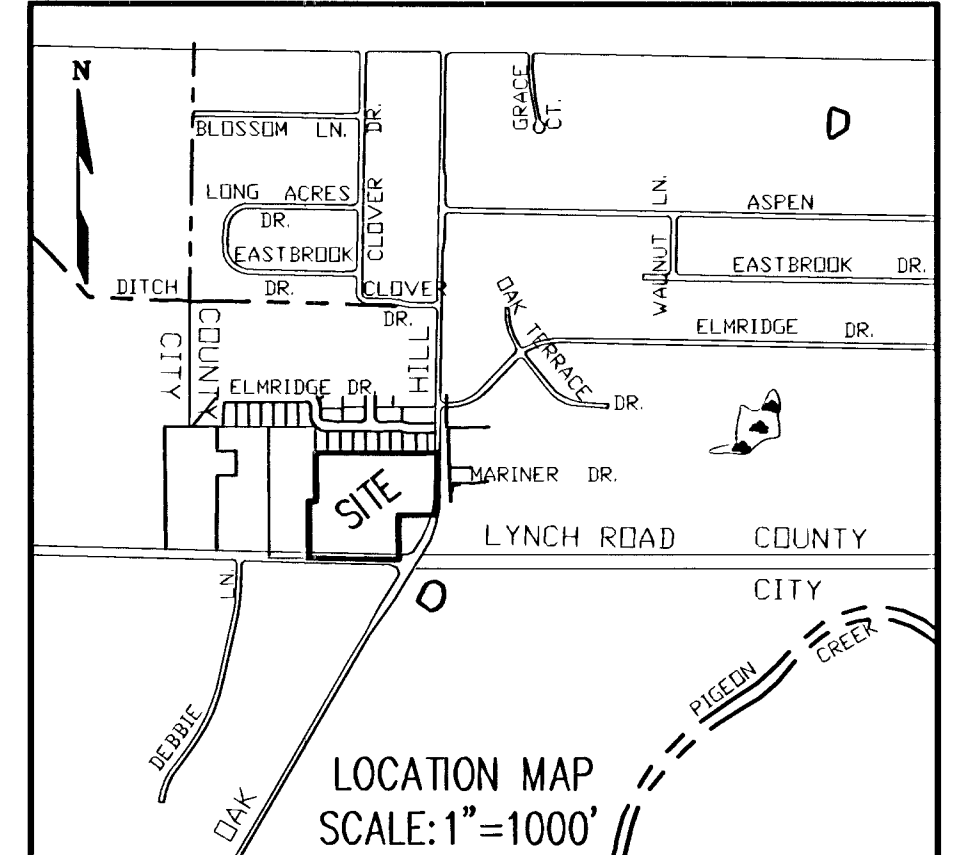 N
GRACE
CT.
BLOSSOM LN.
DR.
CLOVER
LONG ACRES
DR.
EASTBROOK
DR.
LN.
WALNUT
ASPEN
EASTBROOK DR.
DITCH
CLOVER
DR.
OAK TERRACE
DR.
ELMRIDGE DR.
COUNTY
CITY
HILL
ELMRIDGE DR.
SITE
MARINER DR.
LYNCH ROAD COUNTY
CITY
LN.
DEBBIE
OAK
PIGEON
CREEK
LOCATION MAP
SCALE: 1"=1000'